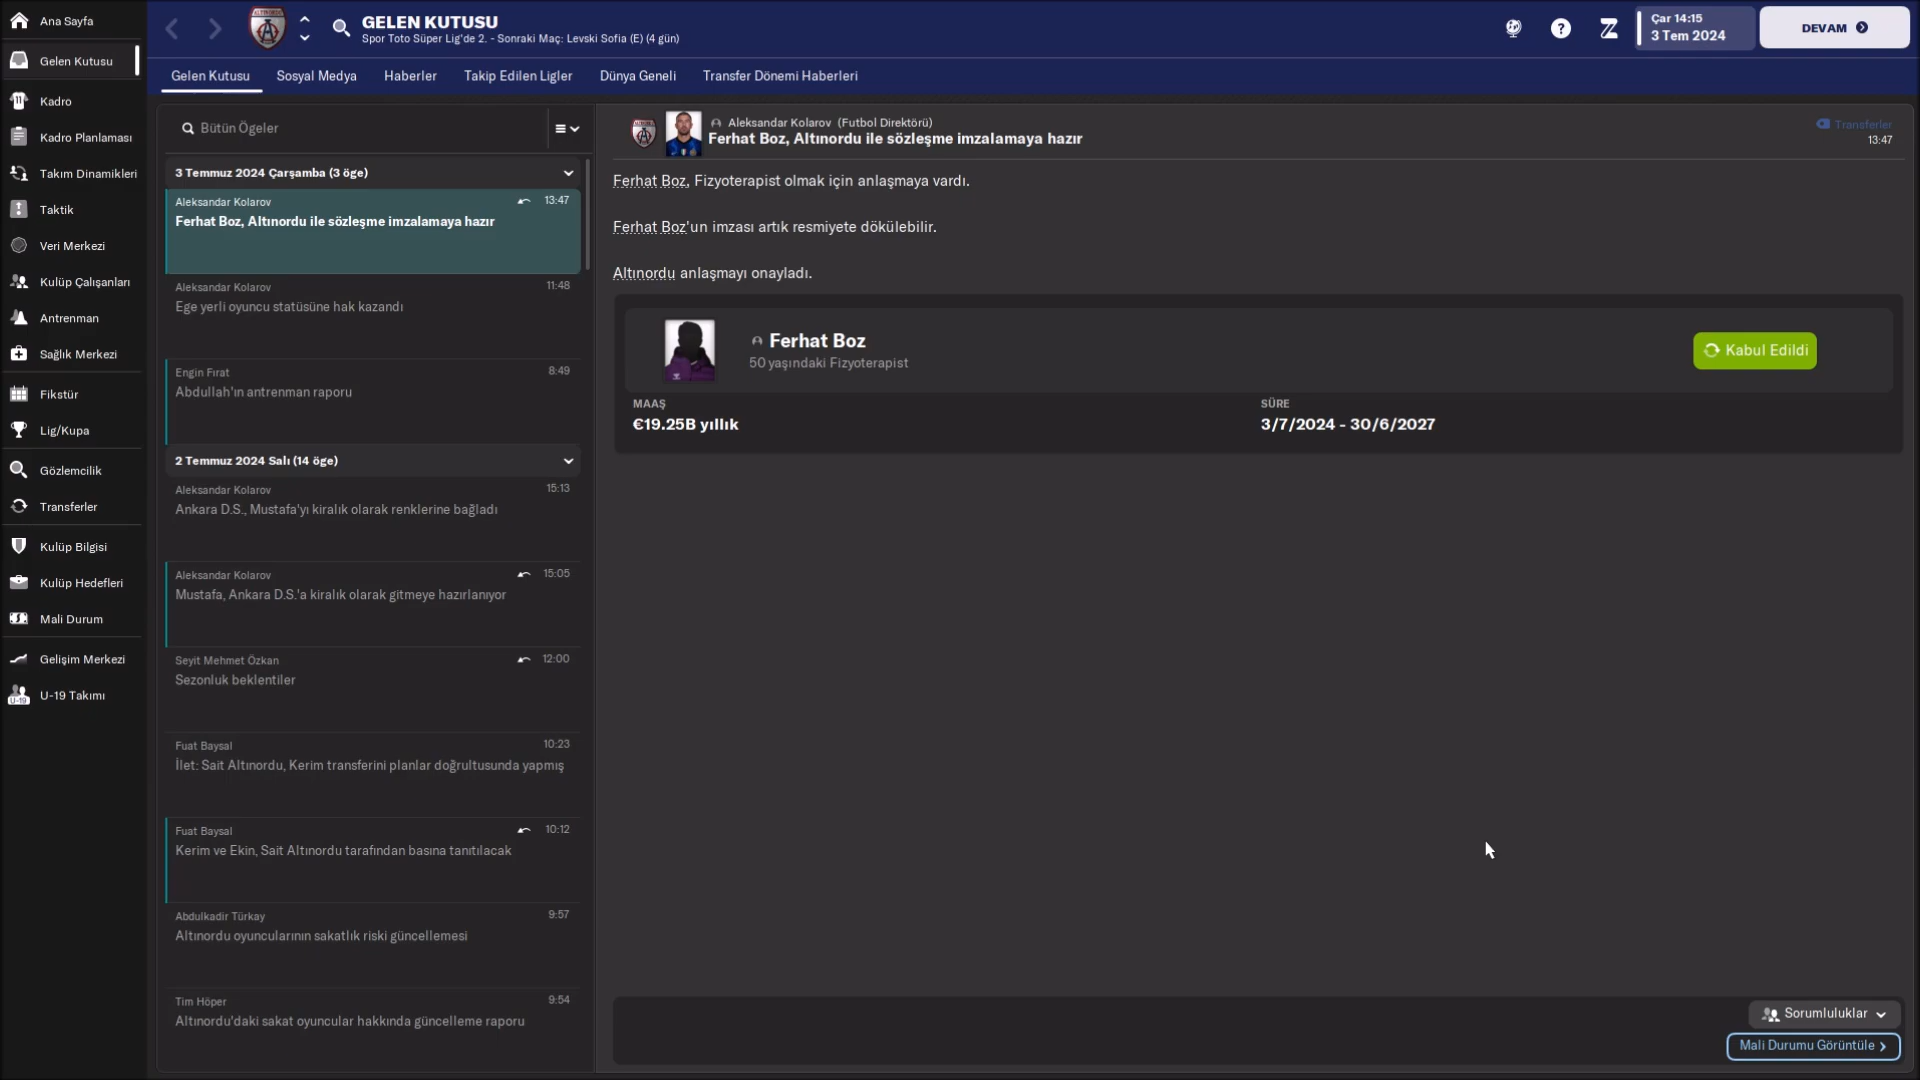 Ana Sayfa
Gelen Kutusu
Kadro
Kadro Planlaması
Takım Dinamikleri
Taktik
Veri Merkezi
Kulüp Çalışanları
Antrenman
Sağlık Merkezi
Fikstür
Lig/Kupa
Gözlemcilik
Transferler
Kulüp Bilgisi
Kulüp Hedefleri
Mali Durum
Gelişim Merkezi
U-19 Takımı
GELEN KUTUSU
Spor Toto Süper Lig'de 2. - Sonraki Maç: Levski Sofia (E) (4 gün)
Çar 14:15
3 Tem 2024
DEVAM
Gelen Kutusu
Sosyal Medya
Haberler
Takip Edilen Ligler
Dünya Geneli
Transfer Dönemi Haberleri
Bütün Ögeler
3 Temmuz 2024 Çarşamba (3 öge)
Aleksandar Kolarov 13:47
Ferhat Boz, Altınordu ile sözleşme imzalamaya hazır
Aleksandar Kolarov 11:48
Ege yerli oyuncu statüsüne hak kazandı
Engin Fırat 8:49
Abdullah'ın antrenman raporu
2 Temmuz 2024 Salı (14 öge)
Aleksandar Kolarov 15:13
Ankara D.S., Mustafa'yı kiralık olarak renklerine bağladı
Aleksandar Kolarov 15:05
Mustafa, Ankara D.S.'a kiralık olarak gitmeye hazırlanıyor
Seyit Mehmet Özkan 12:00
Sezonluk beklentiler
Fuat Baysal 10:23
İlet: Sait Altınordu, Kerim transferini planlar doğrultusunda yapmış
Fuat Baysal 10:12
Kerim ve Ekin, Sait Altınordu tarafından basına tanıtılacak
Abdulkadir Türkay 9:57
Altınordu oyuncularının sakatlık riski güncellemesi
Tim Höper 9:54
Altınordu'daki sakat oyuncular hakkında güncelleme raporu
Aleksandar Kolarov (Futbol Direktörü)
Ferhat Boz, Altınordu ile sözleşme imzalamaya hazır
Transferler
13:47
Ferhat Boz, Fizyoterapist olmak için anlaşmaya vardı.
Ferhat Boz'un imzası artık resmiyete dökülebilir.
Altınordu anlaşmayı onayladı.
Ferhat Boz
50 yaşındaki Fizyoterapist
Kabul Edildi
MAAŞ
€19.25B yıllık
SÜRE
3/7/2024 - 30/6/2027
Sorumluluklar
Mali Durumu Görüntüle